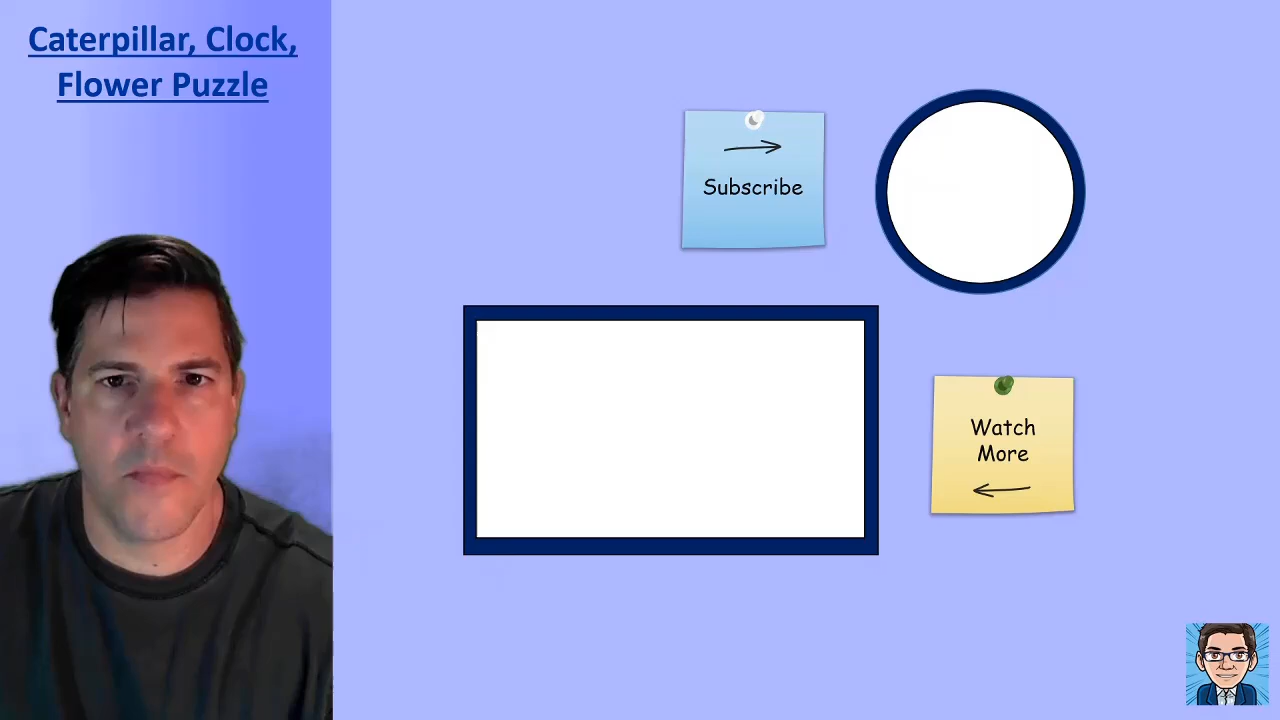 Caterpillar, Clock,
Flower Puzzle
Subscribe
Watch
More